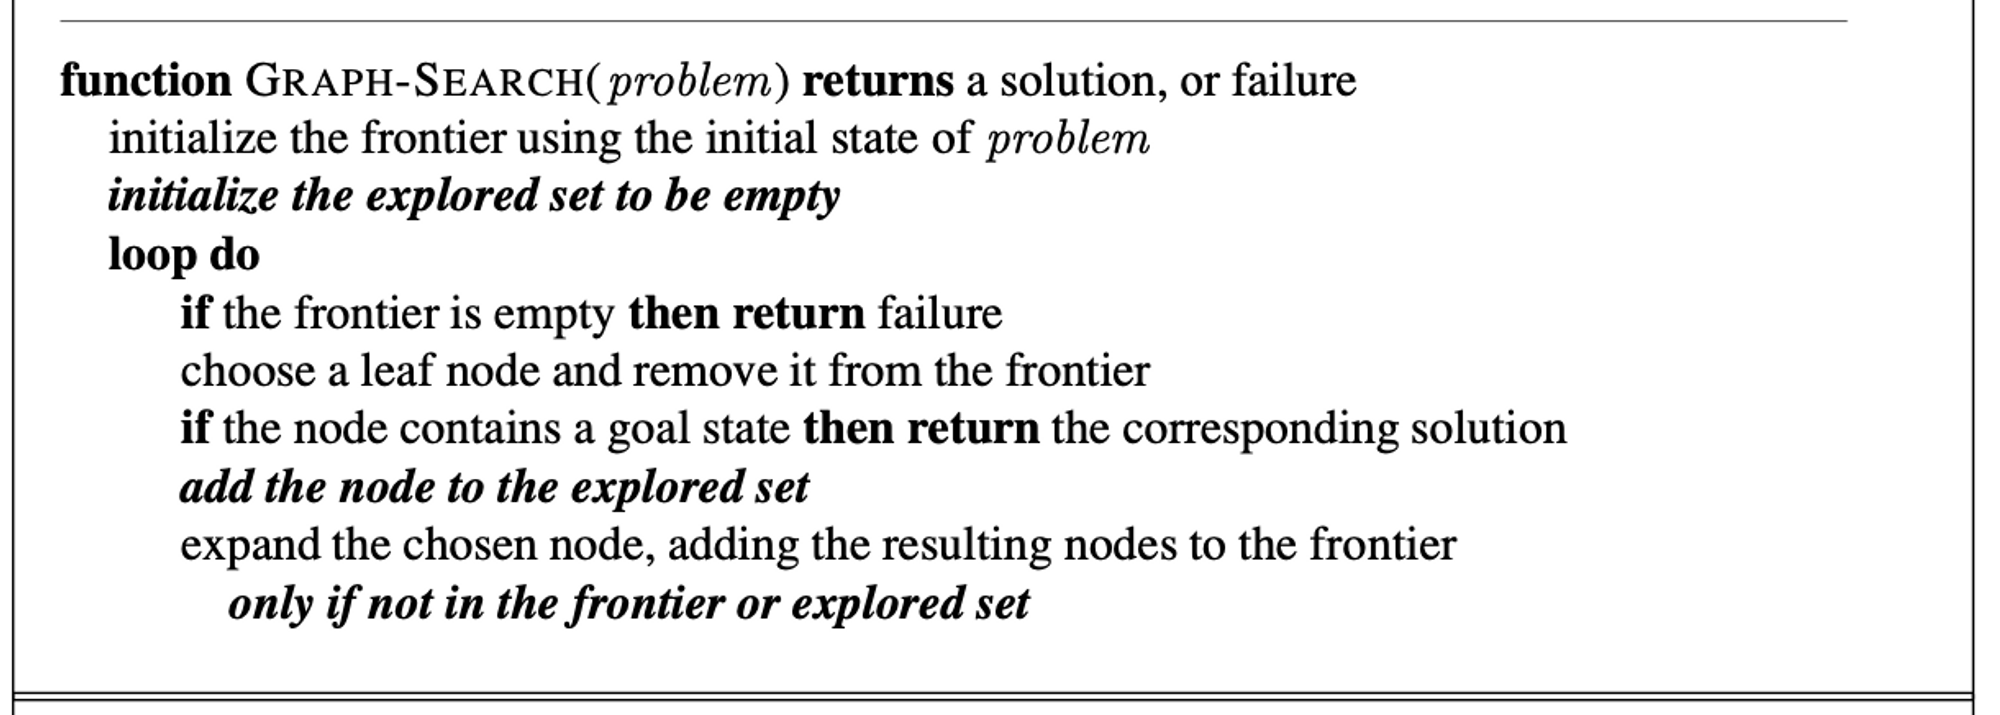 function GRAPH-SEARCH(problem) returns a solution, or failure
initialize the frontier using the initial state of problem
initialize the explored set to be empty
loop do
if the frontier is empty then return failure
choose a leaf node and remove it from the frontier
if the node contains a goal state then return the corresponding solution
add the node to the explored set
expand the chosen node, adding the resulting nodes to the frontier
only if not in the frontier or explored set